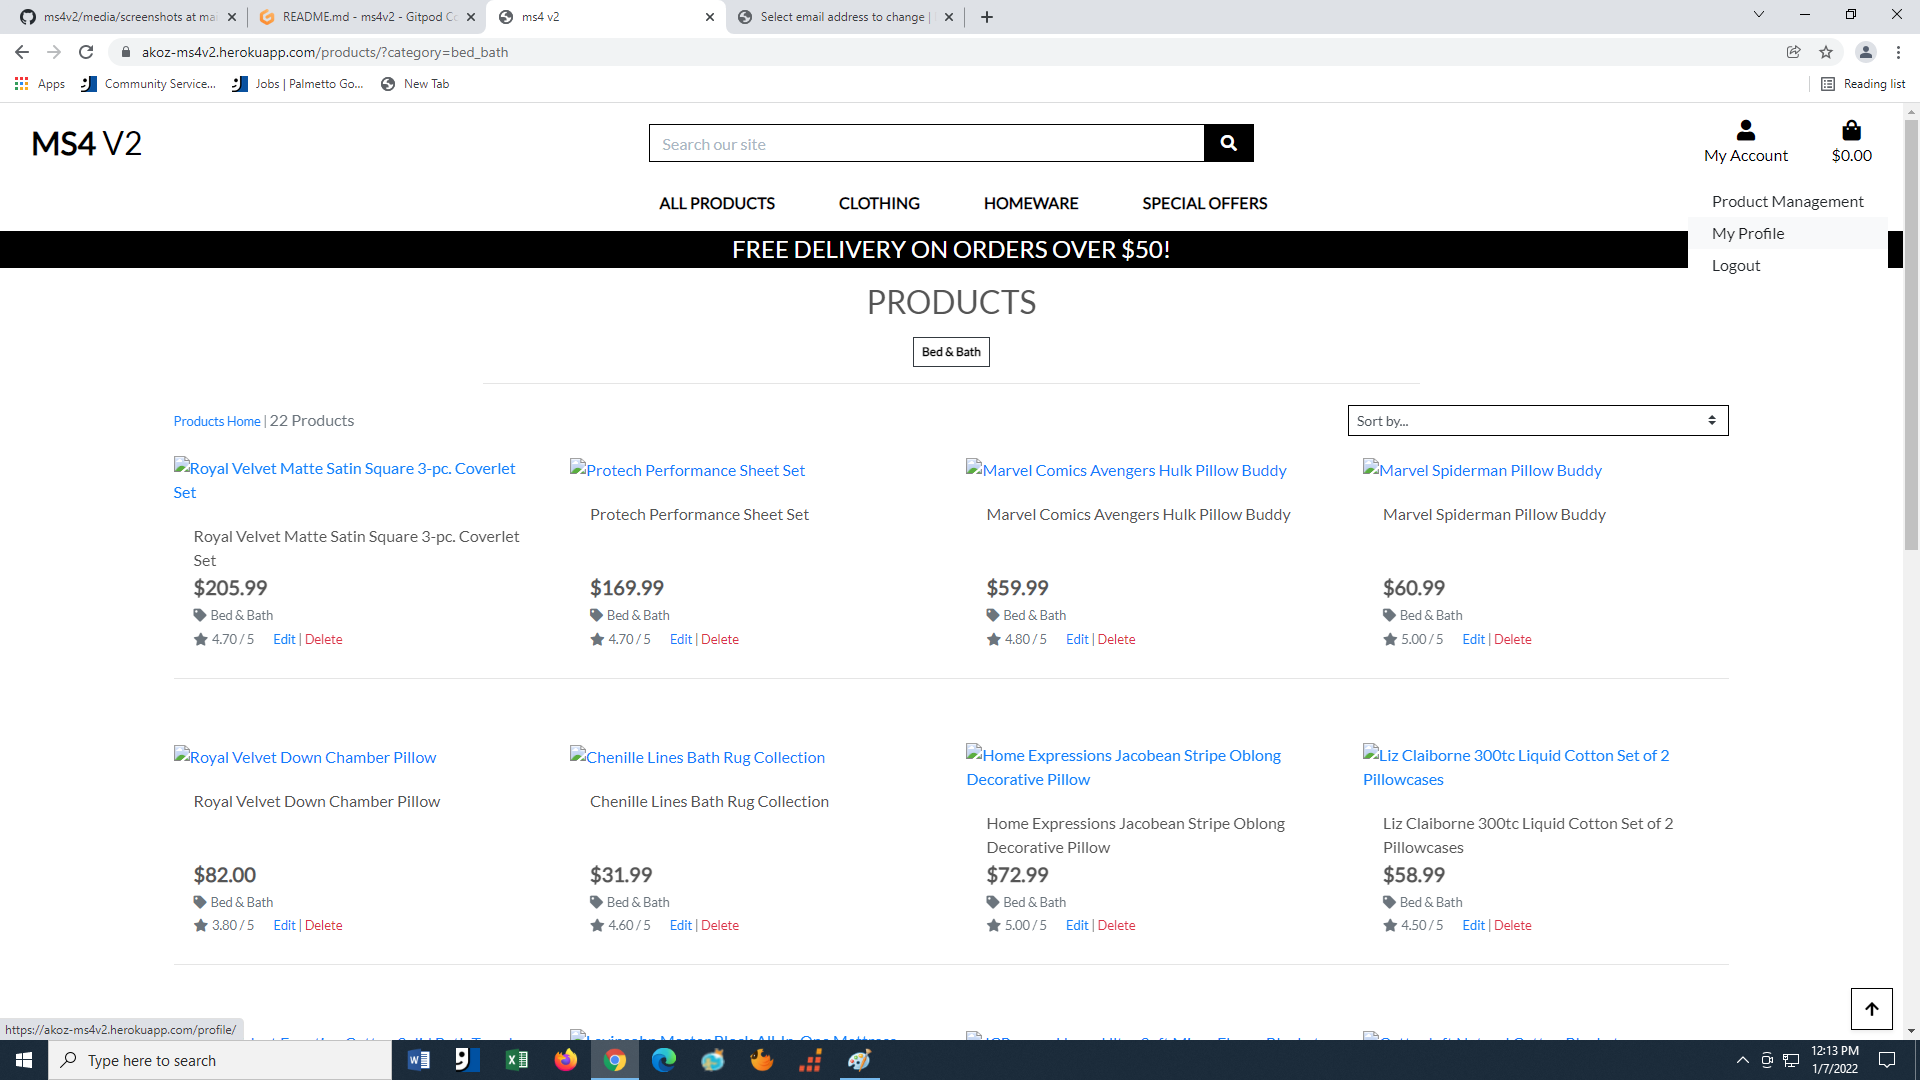 ms4v2/media/screenshots at mai
README.md - ms4v2 - Gitpod Co
ms4 v2
Select email address to change |
akoz-ms4v2.herokuapp.com/products/?category=bed_bath
Apps
Community Service...
Jobs | Palmetto Go...
New Tab
Reading list
MS4 V2
Search our site
My Account
$0.00
ALL PRODUCTS
CLOTHING
HOMEWARE
SPECIAL OFFERS
Product Management
My Profile
Logout
FREE DELIVERY ON ORDERS OVER $50!
PRODUCTS
Bed & Bath
Products Home | 22 Products
Sort by...
Royal Velvet Matte Satin Square 3-pc. Coverlet
Set
Royal Velvet Matte Satin Square 3-pc. Coverlet
Set
$205.99
Bed & Bath
4.70 / 5 Edit | Delete
Protech Performance Sheet Set
Protech Performance Sheet Set
$169.99
Bed & Bath
4.70 / 5 Edit | Delete
Marvel Comics Avengers Hulk Pillow Buddy
Marvel Comics Avengers Hulk Pillow Buddy
$59.99
Bed & Bath
4.80 / 5 Edit | Delete
Marvel Spiderman Pillow Buddy
Marvel Spiderman Pillow Buddy
$60.99
Bed & Bath
5.00 / 5 Edit | Delete
Royal Velvet Down Chamber Pillow
Royal Velvet Down Chamber Pillow
$82.00
Bed & Bath
3.80 / 5 Edit | Delete
Chenille Lines Bath Rug Collection
Chenille Lines Bath Rug Collection
$31.99
Bed & Bath
4.60 / 5 Edit | Delete
Home Expressions Jacobean Stripe Oblong
Decorative Pillow
Home Expressions Jacobean Stripe Oblong
Decorative Pillow
$72.99
Bed & Bath
5.00 / 5 Edit | Delete
Liz Claiborne 300tc Liquid Cotton Set of 2
Pillowcases
Liz Claiborne 300tc Liquid Cotton Set of 2
Pillowcases
$58.99
Bed & Bath
4.50 / 5 Edit | Delete
https://akoz-ms4v2.herokuapp.com/profile/
Type here to search
12:13 PM
1/7/2022